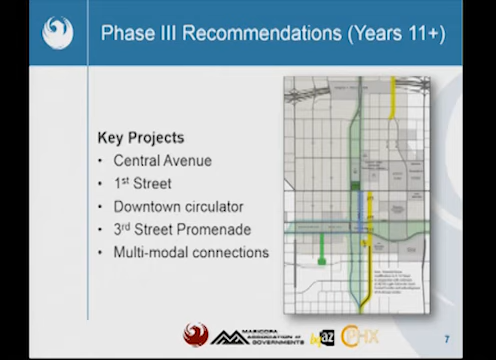 Phase III Recommendations (Years 11+)
Key Projects
• Central Avenue
• 1st Street
• Downtown circulator
• 3rd Street Promenade
• Multi-modal connections
MARICOPA
ASSOCIATION of
GOVERNMENTS
PHX
7